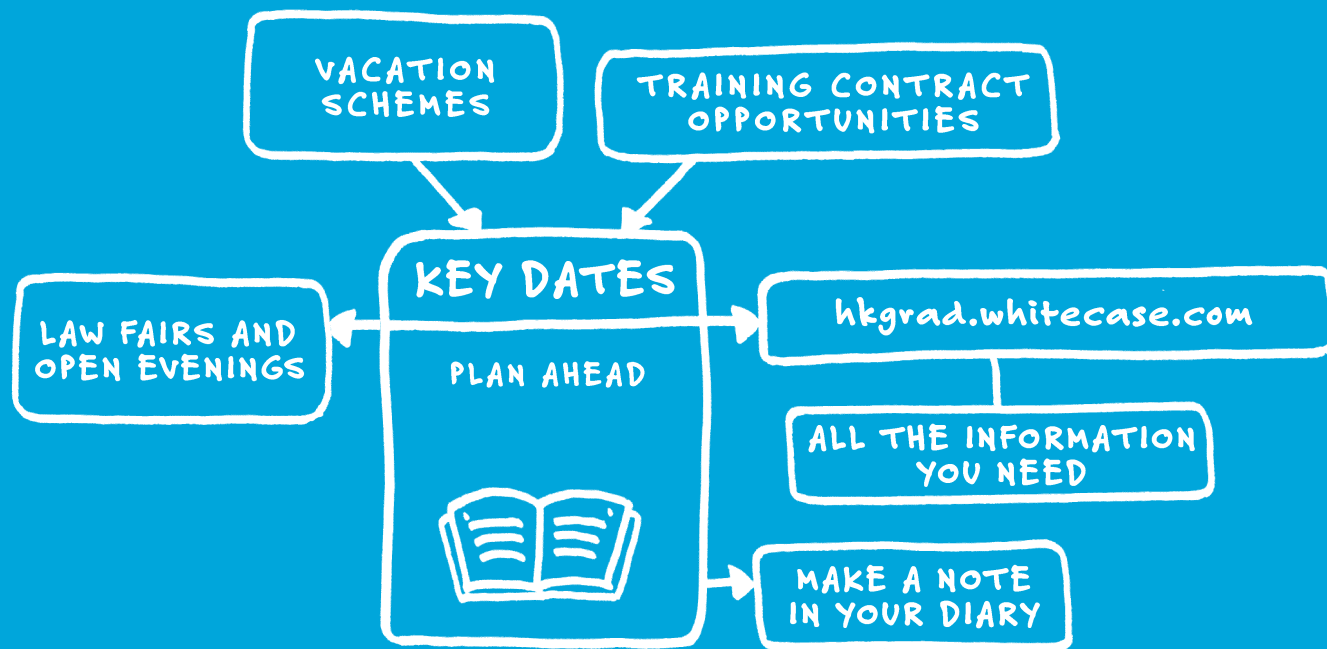 VACATION
SCHEMES
TRAINING CONTRACT
OPPORTUNITIES
KEY DATES
PLAN AHEAD
LAW FAIRS AND
OPEN EVENINGS
hkgrad.whitecase.com
ALL THE INFORMATION
YOU NEED
MAKE A NOTE
IN YOUR DIARY